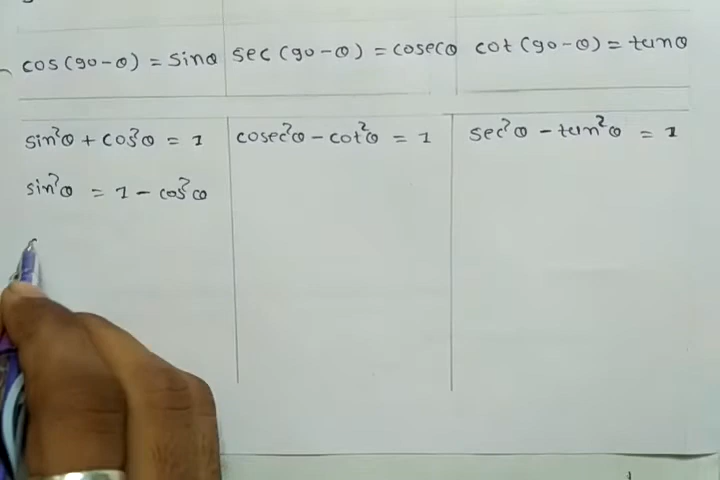 cos(90-θ) = sinθ sec(90-θ) = cosecθ cot(90-θ) = tanθ
sin²θ + cos²θ = 1 cosec²θ - cot²θ = 1 sec²θ - tan²θ = 1
sin²θ = 1 - cos²θ